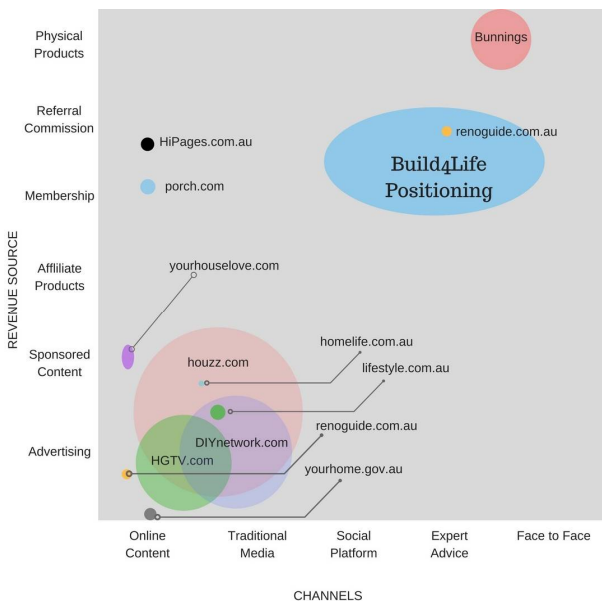 Physical
Products
Bunnings
Referral
Commission
renoguide.com.au
HiPages.com.au
Build4Life
Positioning
porch.com
Membership
REVENUE SOURCE
Affliliate
Products
yourhouselove.com
Sponsored
Content
houzz.com
homelife.com.au
lifestyle.com.au
renoguide.com.au
DIYnetwork.com
HGTV.com
Advertising
yourhome.gov.au
Online
Content
Traditional
Media
Social
Platform
Expert
Advice
Face to Face
CHANNELS